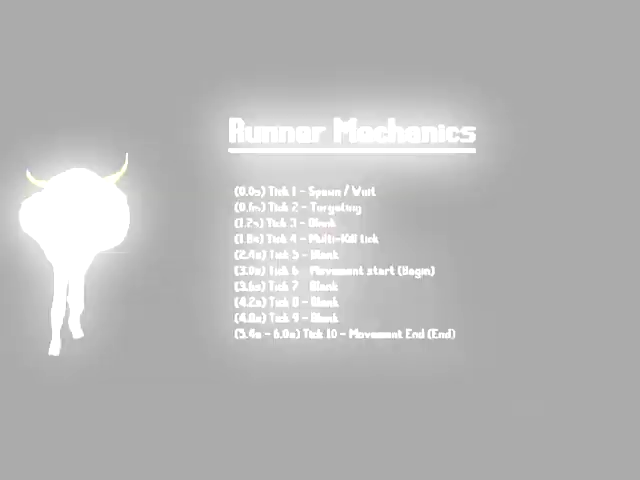 Runner Mechanics
(0.0s) Tick 1 - Spawn / Wait
(0.6s) Tick 2 - Targeting
(1.2s) Tick 3 - Blank
(1.8s) Tick 4 - Multi-Kill tick
(2.4s) Tick 5 - Blank
(3.0s) Tick 6 - Movement start (Begin)
(3.6s) Tick 7 - Blank
(4.2s) Tick 8 - Blank
(4.8s) Tick 9 - Blank
(5.4s - 6.0s) Tick 10 - Movement End (End)